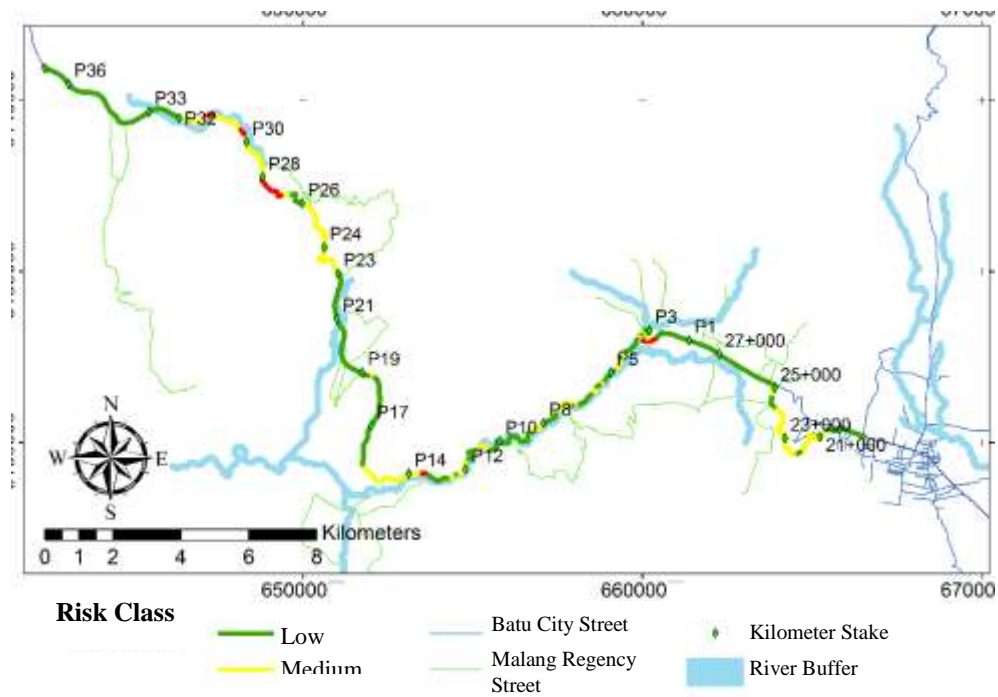 P36
P33
P32
P30
P28
P26
P24
P23
P21
P3
P1
27+000
P19
P5
25+000
P17
P8
P10
23+000
21+000
P14
P12
N
W E
S
Kilometers
0 1 2 4 6 8
650000 660000
Risk Class
Low
Medium
Batu City Street
Malang Regency
Street
Kilometer Stake
River Buffer